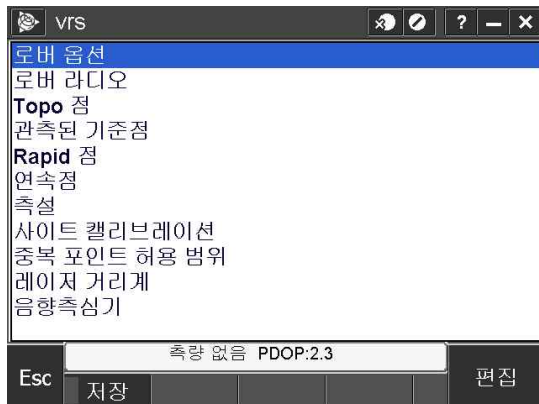 vrs ? – ×
로버 옵션
로버 라디오
Topo 점
관측된 기준점
Rapid 점
연속점
측설
사이트 캘리브레이션
중복 포인트 허용 범위
레이저 거리계
음향측심기
측량 없음 PDOP:2.3
Esc 저장 편집